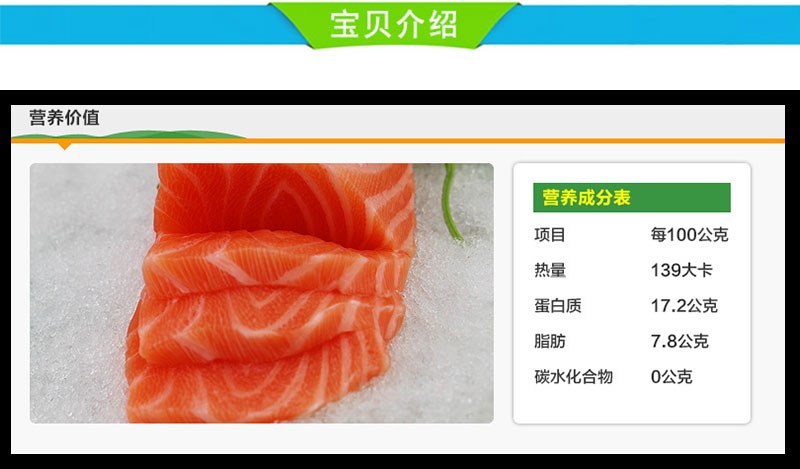 宝贝介绍
营养价值
营养成分表
项目 每100公克
热量 139大卡
蛋白质 17.2公克
脂肪 7.8公克
碳水化合物 0公克